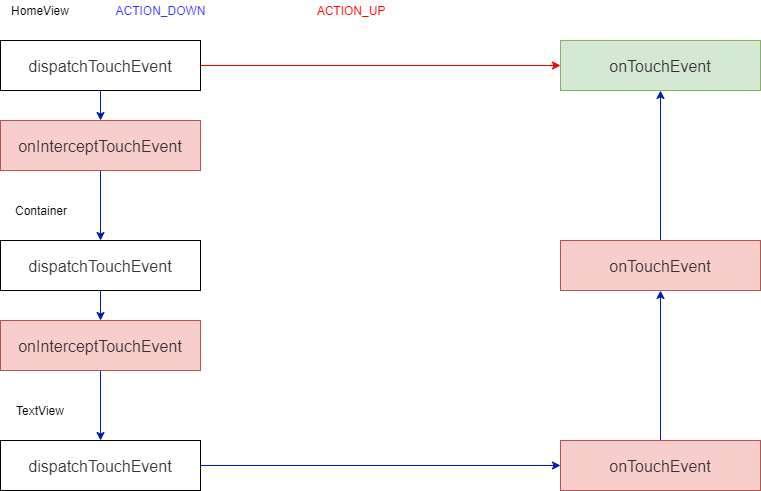 HomeView ACTION_DOWN ACTION_UP
dispatchTouchEvent onTouchEvent
onInterceptTouchEvent
Container
dispatchTouchEvent onTouchEvent
onInterceptTouchEvent
TextView
dispatchTouchEvent onTouchEvent